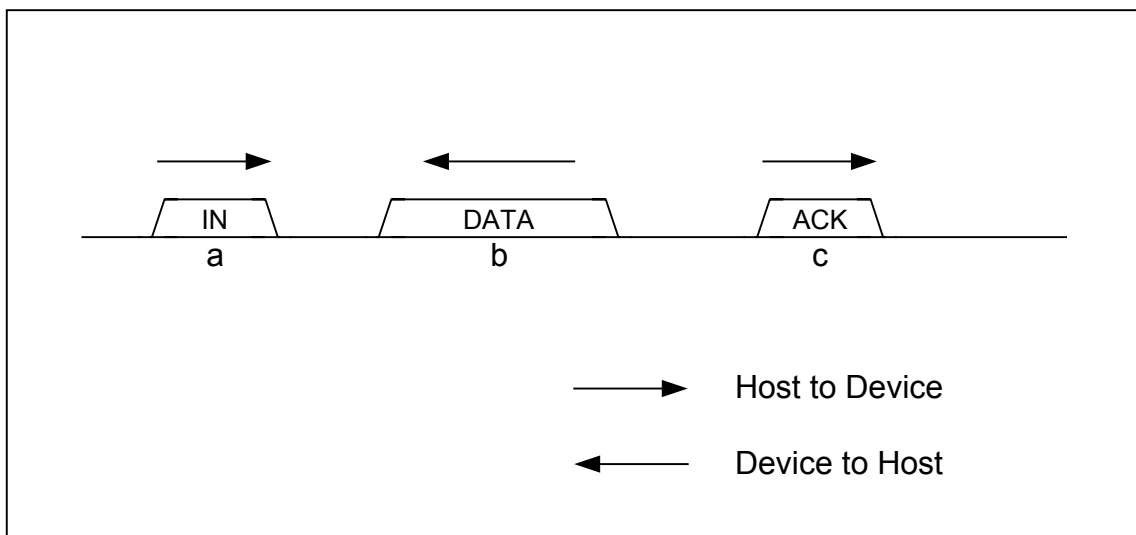 IN DATA ACK
a b c
Host to Device
Device to Host